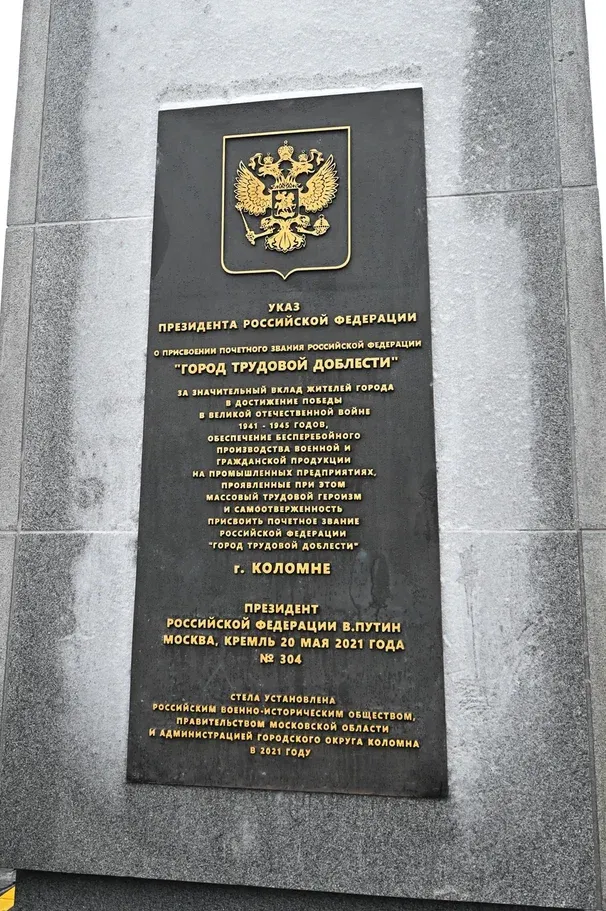 УКАЗ
ПРЕЗИДЕНТА РОССИЙСКОЙ ФЕДЕРАЦИИ
О ПРИСВОЕНИИ ПОЧЕТНОГО ЗВАНИЯ РОССИЙСКОЙ ФЕДЕРАЦИИ
"ГОРОД ТРУДОВОЙ ДОБЛЕСТИ"
ЗА ЗНАЧИТЕЛЬНЫЙ ВКЛАД ЖИТЕЛЕЙ ГОРОДА
В ДОСТИЖЕНИЕ ПОБЕДЫ
В ВЕЛИКОЙ ОТЕЧЕСТВЕННОЙ ВОЙНЕ
1941 - 1945 ГОДОВ,
ОБЕСПЕЧЕНИЕ БЕСПЕРЕБОЙНОГО
ПРОИЗВОДСТВА ВОЕННОЙ И
ГРАЖДАНСКОЙ ПРОДУКЦИИ
НА ПРОМЫШЛЕННЫХ ПРЕДПРИЯТИЯХ,
ПРОЯВЛЕННЫЕ ПРИ ЭТОМ
МАССОВЫЙ ТРУДОВОЙ ГЕРОИЗМ
И САМООТВЕРЖЕННОСТЬ
ПРИСВОИТЬ ПОЧЕТНОЕ ЗВАНИЕ
РОССИЙСКОЙ ФЕДЕРАЦИИ
"ГОРОД ТРУДОВОЙ ДОБЛЕСТИ"
г. КОЛОМНЕ
ПРЕЗИДЕНТ
РОССИЙСКОЙ ФЕДЕРАЦИИ В.ПУТИН
МОСКВА, КРЕМЛЬ 20 МАЯ 2021 ГОДА
№ 304
СТЕЛА УСТАНОВЛЕНА
РОССИЙСКИМ ВОЕННО-ИСТОРИЧЕСКИМ ОБЩЕСТВОМ,
ПРАВИТЕЛЬСТВОМ МОСКОВСКОЙ ОБЛАСТИ
И АДМИНИСТРАЦИЕЙ ГОРОДСКОГО ОКРУГА КОЛОМНА
В 2021 ГОДУ